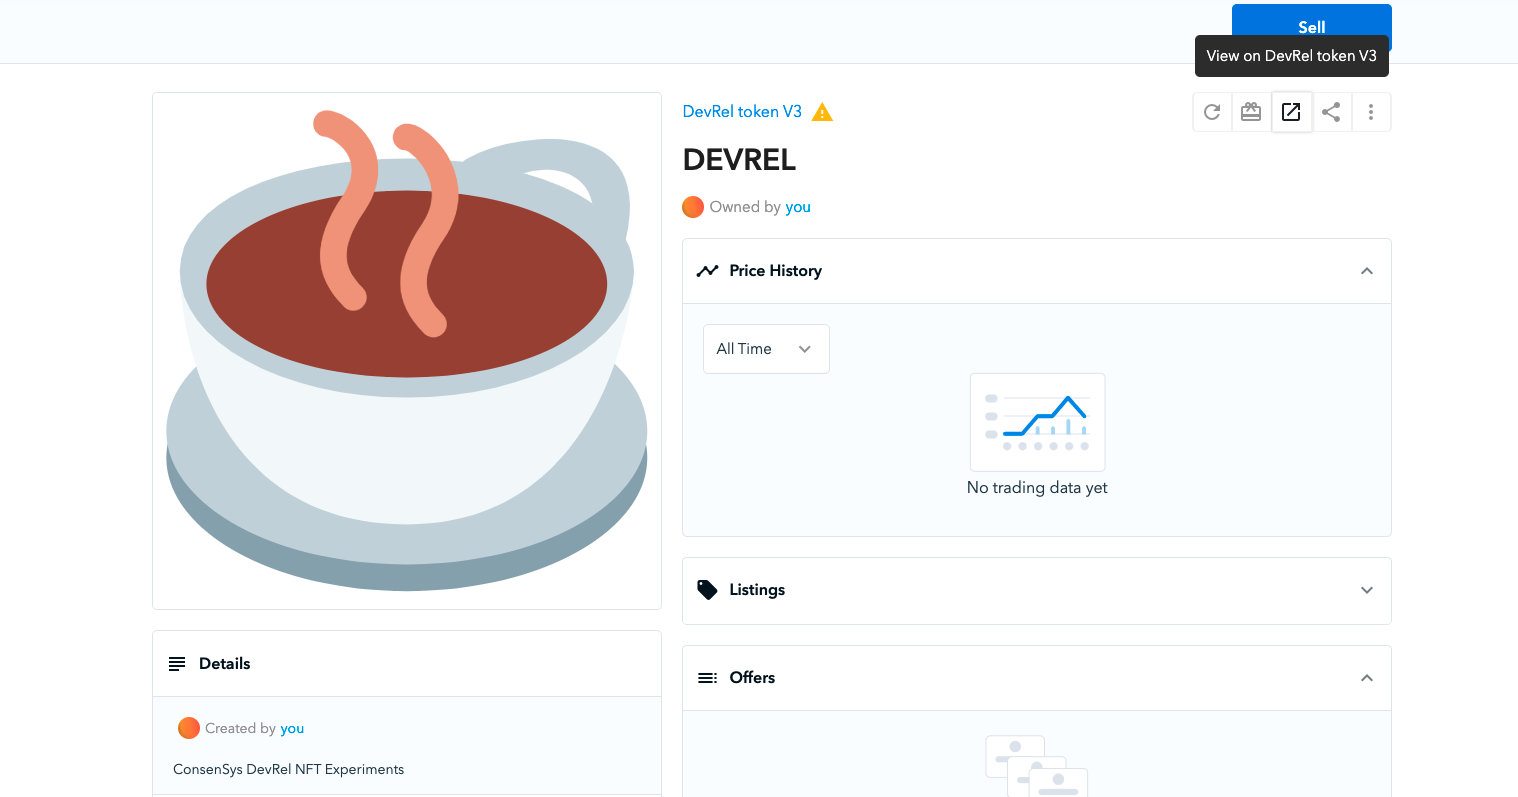 Sell
View on DevRel token V3
DevRel token V3
DEVREL
Owned by you
Price History
All Time
No trading data yet
Listings
Offers
Details
Created by you
ConsenSys DevRel NFT Experiments